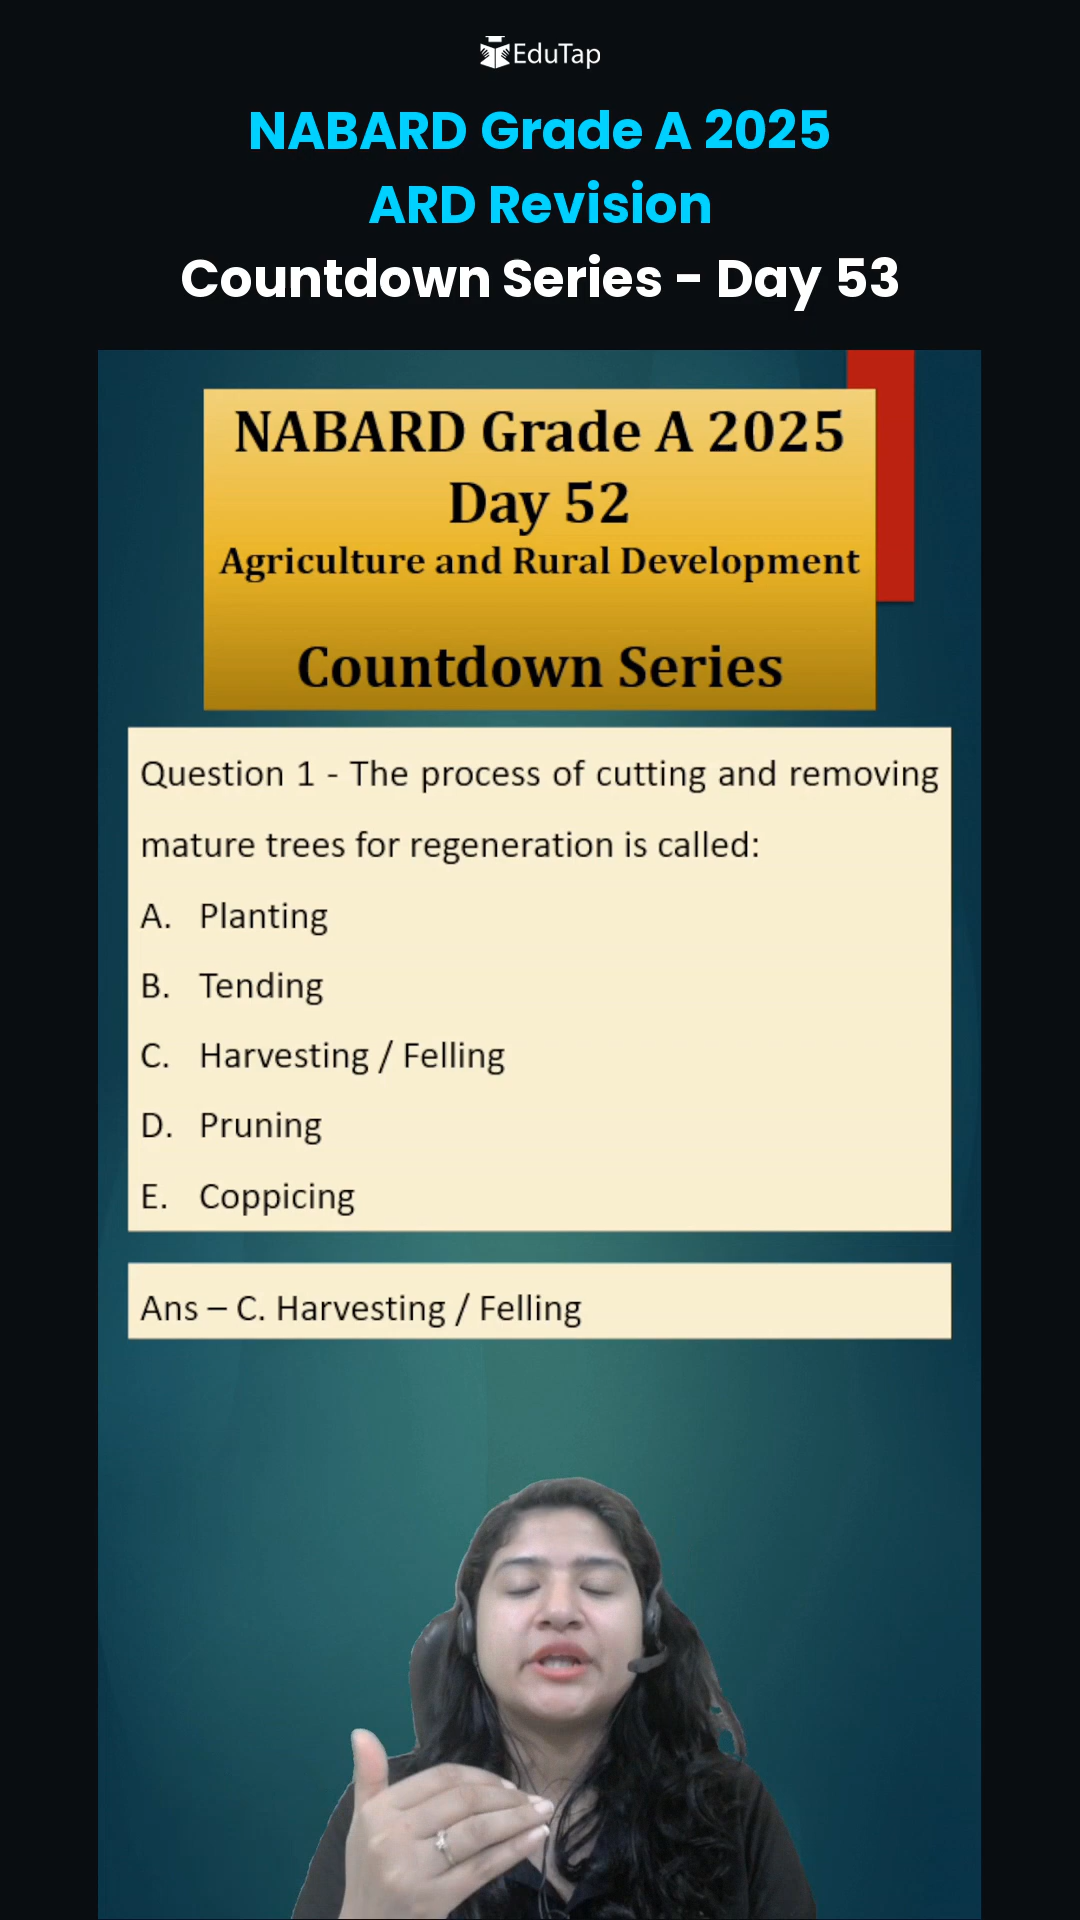 EduTap
NABARD Grade A 2025
ARD Revision
Countdown Series - Day 53
NABARD Grade A 2025
Day 52
Agriculture and Rural Development
Countdown Series
Question 1 - The process of cutting and removing
mature trees for regeneration is called:
A. Planting
B. Tending
C. Harvesting / Felling
D. Pruning
E. Coppicing
Ans – C. Harvesting / Felling